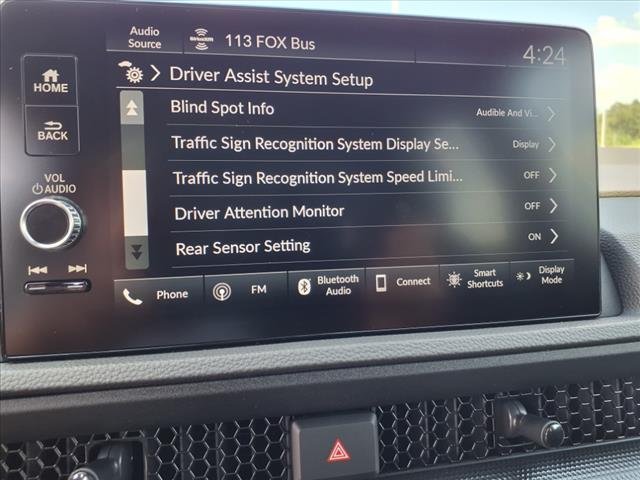 Audio
Source
SiriusXM
113 FOX Bus
4:24
HOME
Driver Assist System Setup
BACK
Blind Spot Info
Audible And Vi...
Traffic Sign Recognition System Display Se...
Display
Traffic Sign Recognition System Speed Limi...
OFF
VOL
AUDIO
Driver Attention Monitor
OFF
Rear Sensor Setting
ON
Phone
FM
Bluetooth
Audio
Connect
Smart
Shortcuts
Display
Mode